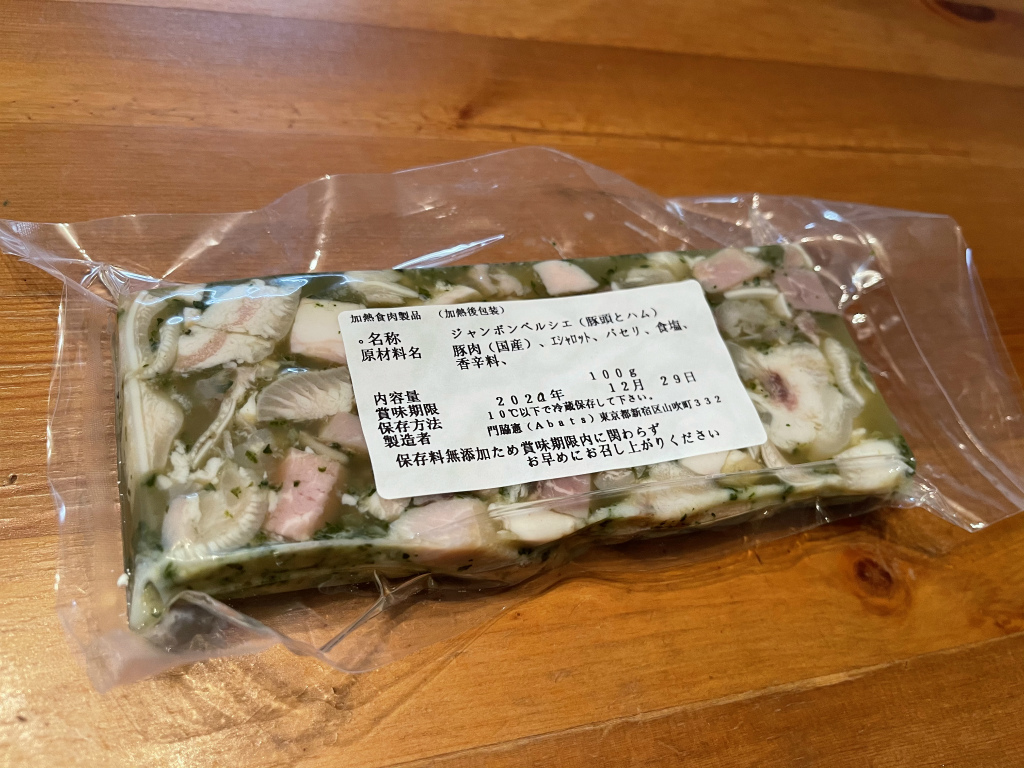 加熱食肉製品 (加熱後包装)
。名称 ジャンボンペルシエ (豚頭とハム)
原材料名 豚肉 (国産)、エシャロット、パセリ、食塩、
香辛料、
内容量 100g
賞味期限 年 12月 29日
保存方法 10℃以下で冷蔵保存して下さい。
製造者 門脇憲 (Abats) 東京都新宿区山吹町332
保存料無添加ため賞味期限内に関わらず
お早めにお召し上がりください